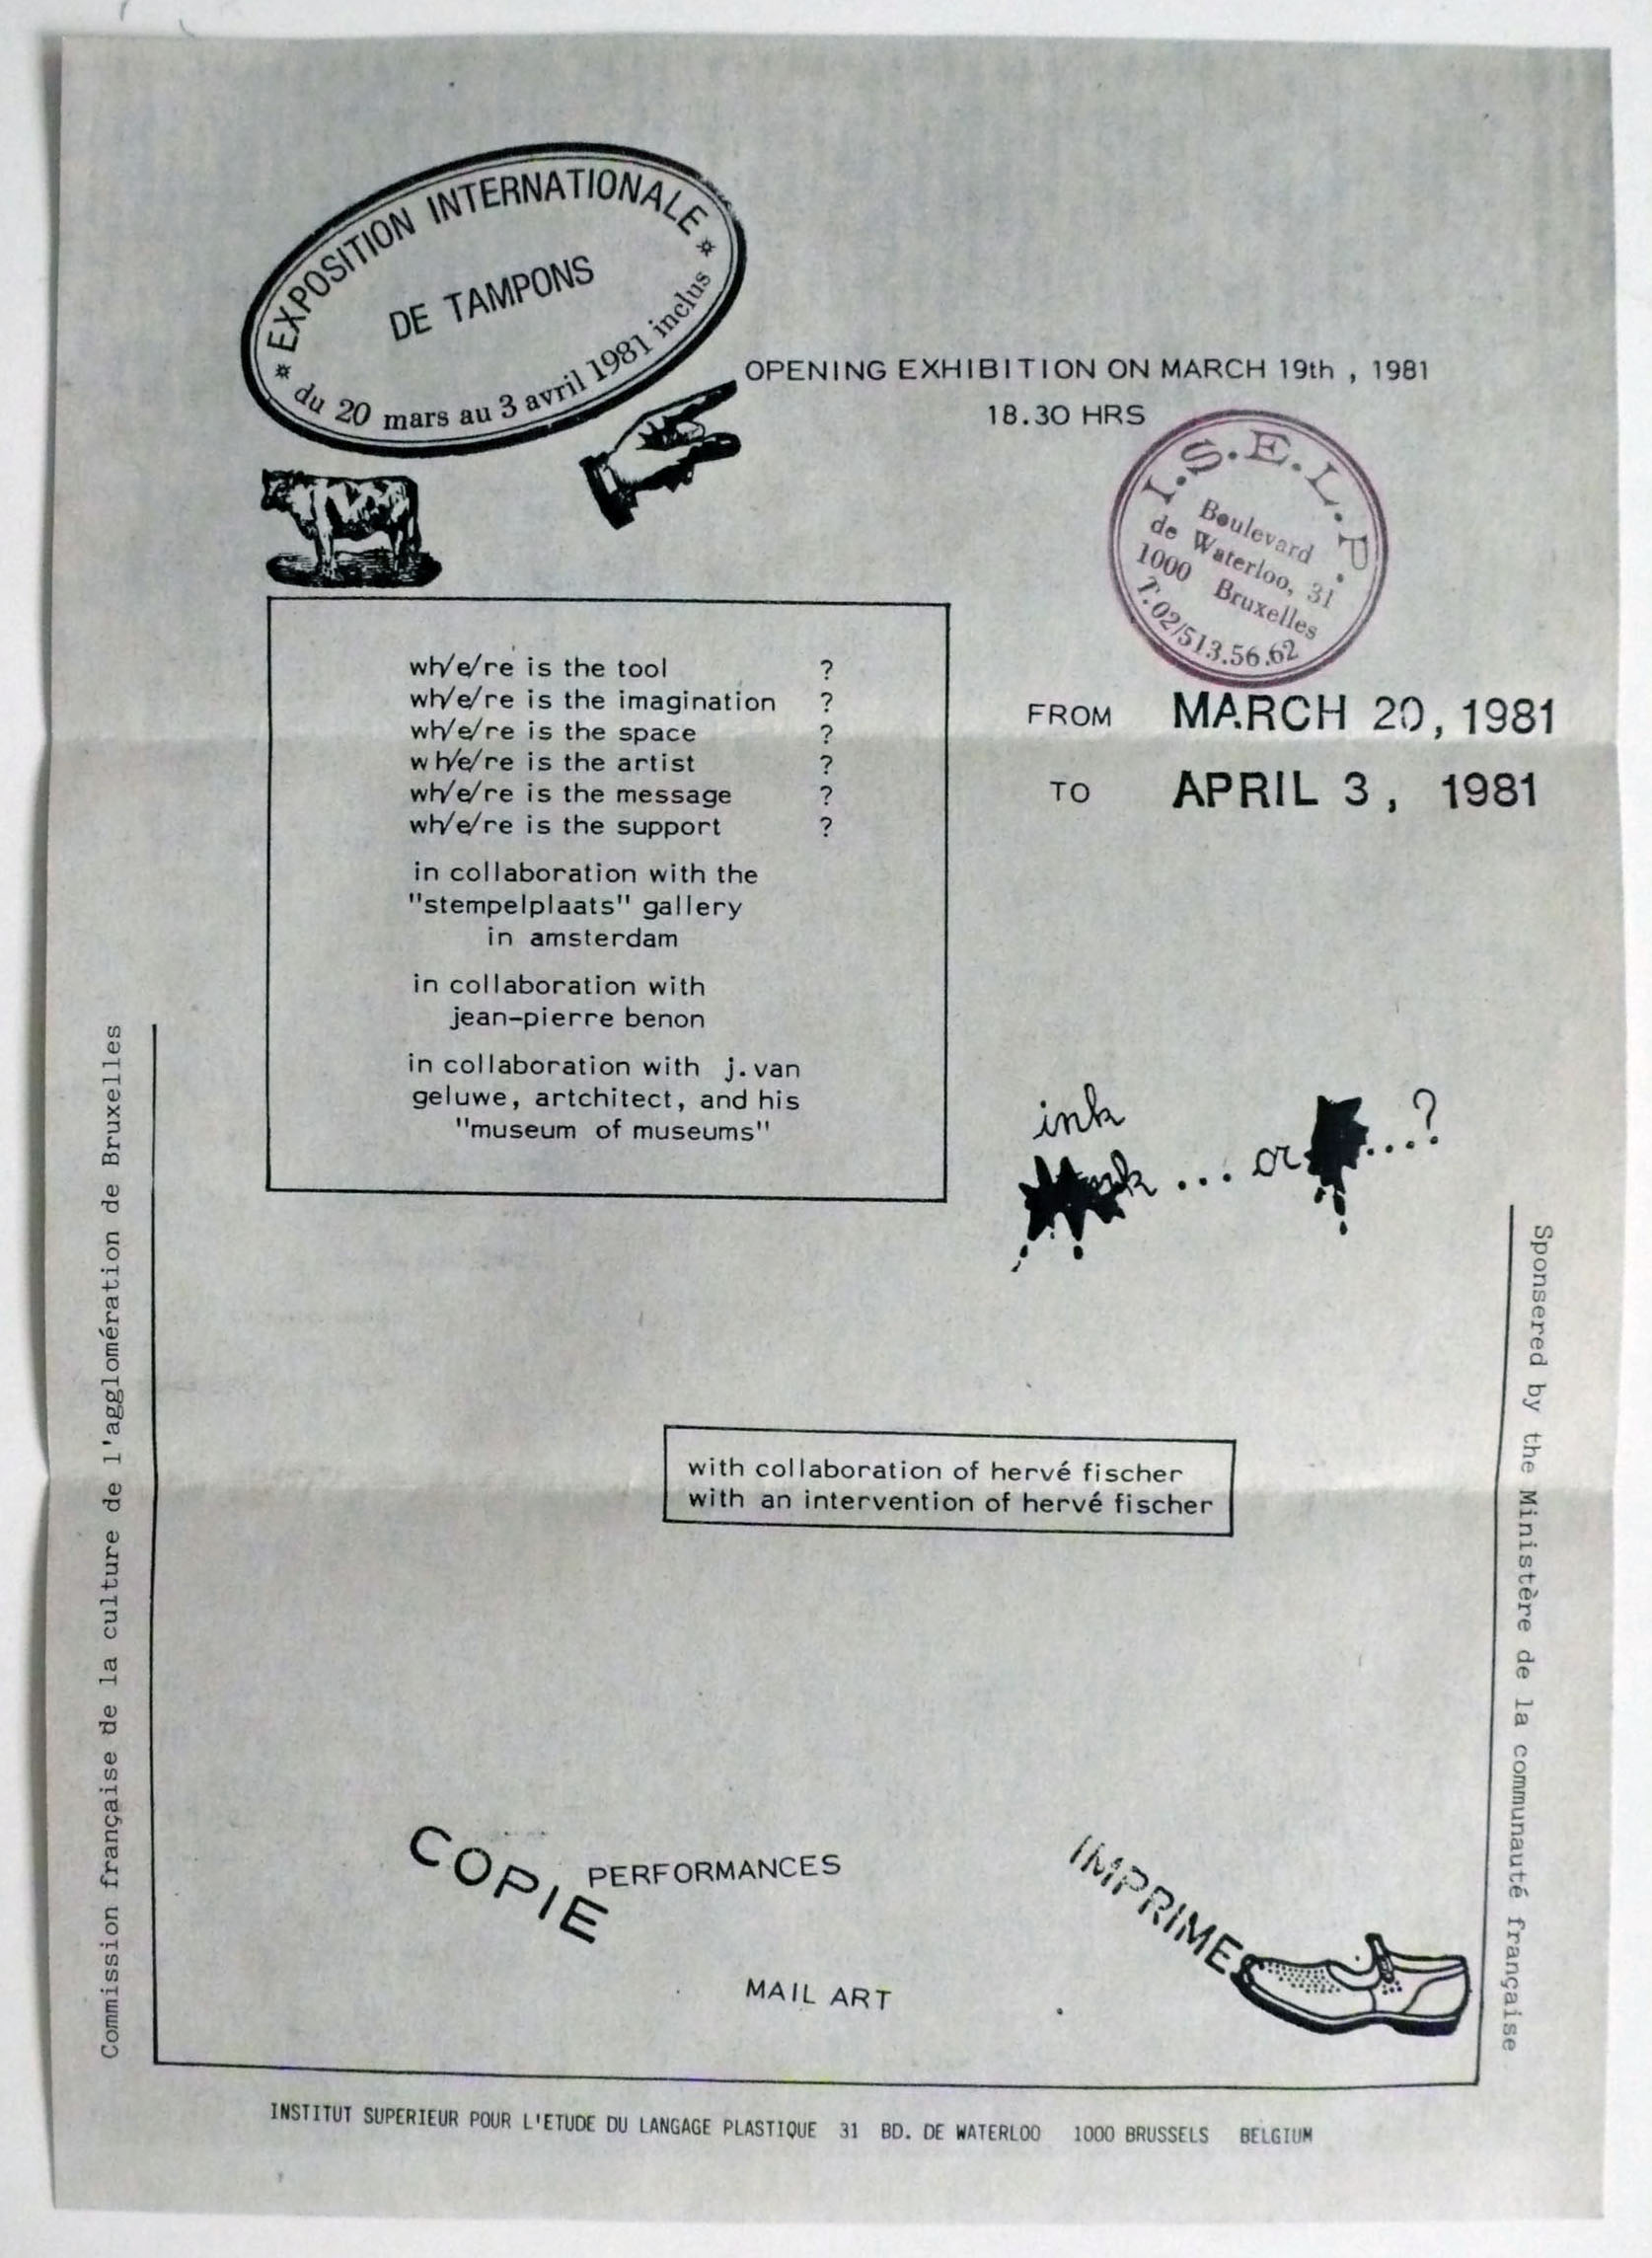 EXPOSITION INTERNATIONALE
DE TAMPONS
du 20 mars au 3 avril 1981 inclus
OPENING EXHIBITION ON MARCH 19th , 1981
18.30 HRS
I.S.E.L.P.
Boulevard
de Waterloo, 31
1000 Bruxelles
T.02/513.56.62
FROM MARCH 20, 1981
TO APRIL 3, 1981
wh/e/re is the tool ?
wh/e/re is the imagination ?
wh/e/re is the space ?
wh/e/re is the artist ?
wh/e/re is the message ?
wh/e/re is the support ?
in collaboration with the
"stempelplaats" gallery
in amsterdam
in collaboration with
jean-pierre benon
in collaboration with j. van
geluwe, artchitect, and his
"museum of museums"
ink
... or ...?
with collaboration of hervé fischer
with an intervention of hervé fischer
Commission française de la culture de l'agglomération de Bruxelles
Sponsered by the Ministère de la communauté française
COPIE
PERFORMANCES
IMPRIME
MAIL ART
INSTITUT SUPERIEUR POUR L'ETUDE DU LANGAGE PLASTIQUE 31 BD. DE WATERLOO 1000 BRUSSELS BELGIUM